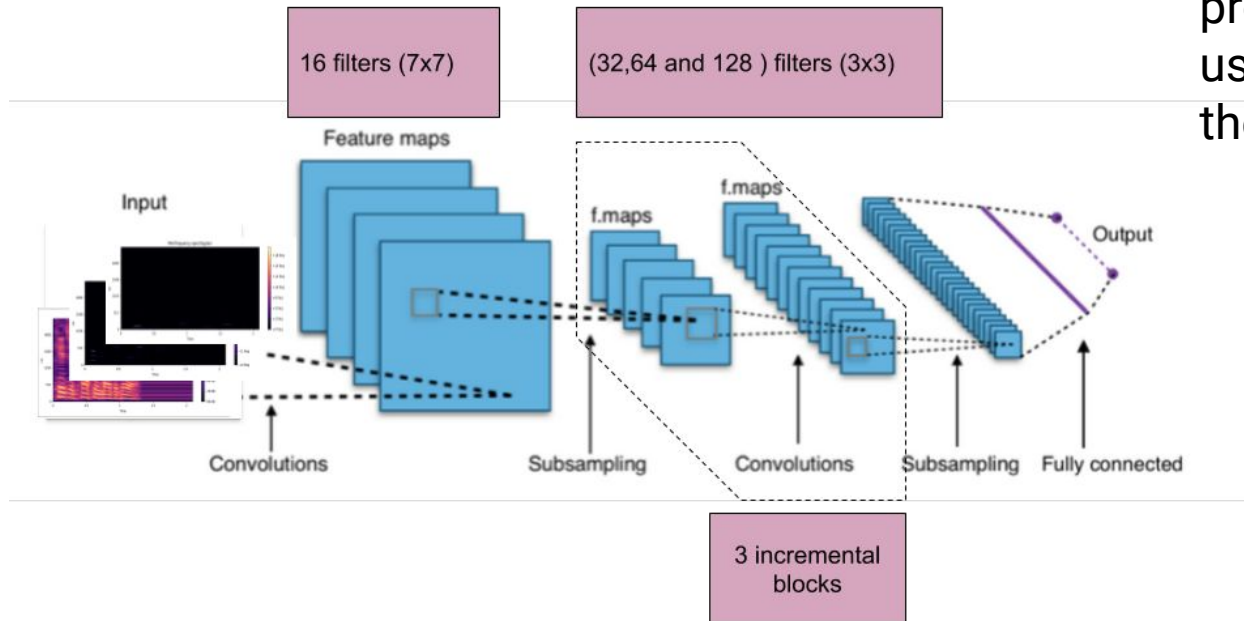 16 filters (7x7)
(32,64 and 128 ) filters (3x3)
Feature maps
Input
f.maps
f.maps
Output
Convolutions
Subsampling
Convolutions
Subsampling
Fully connected
3 incremental
blocks